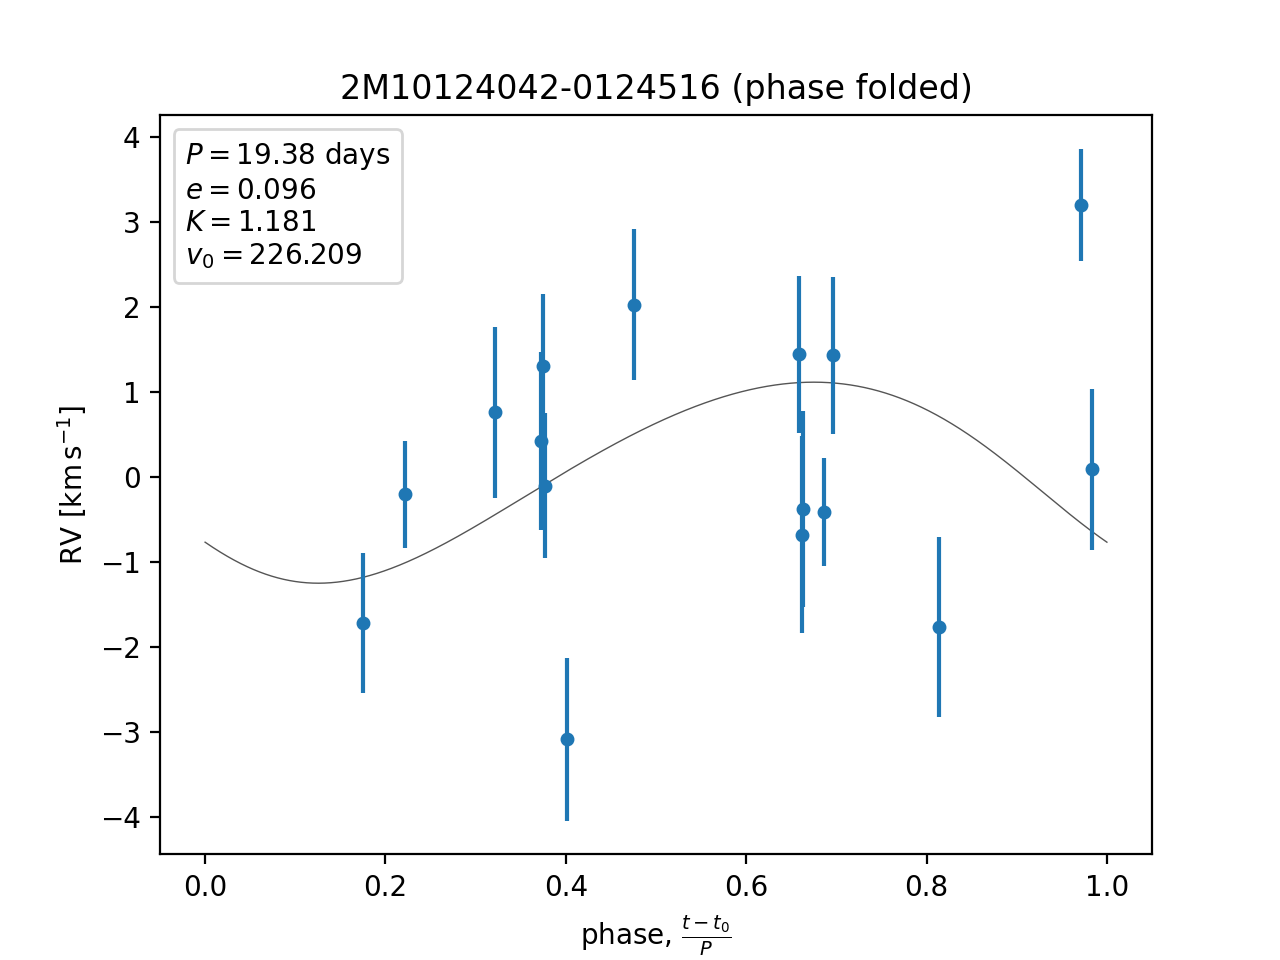 2M10124042-0124516 (phase folded)
P = 19.38 days
e = 0.096
K = 1.181
v₀ = 226.209
4
3
2
1
0
−1
−2
−3
−4
RV [km s⁻¹]
0.0 0.2 0.4 0.6 0.8 1.0
phase, (t − t₀)/P